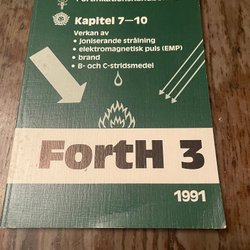 Kapitel 7—10
Verkan av
• joniserande strålning
• elektromagnetisk puls (EMP)
• brand
• B- och C-stridsmedel
FortH 3
1991